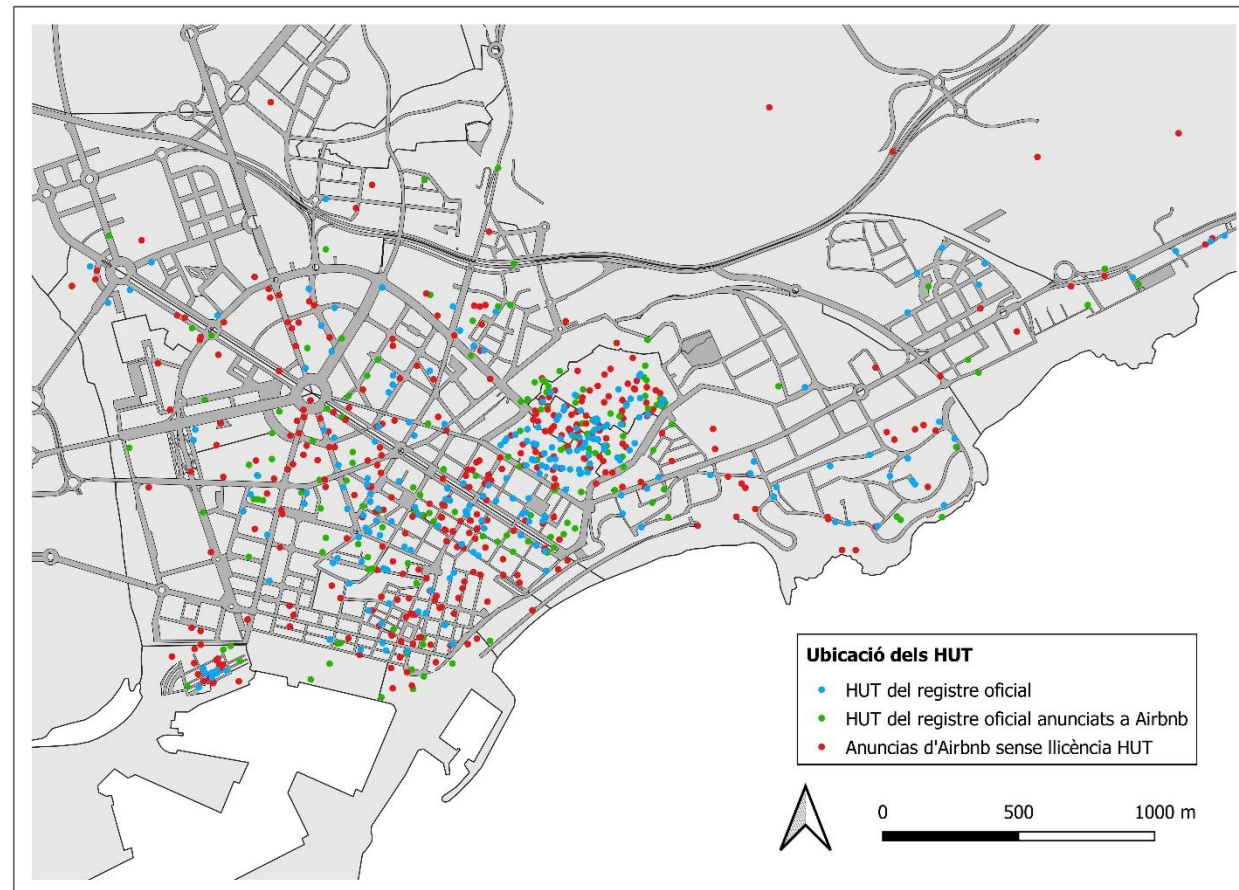 Ubicació dels HUT
HUT del registre oficial
HUT del registre oficial anunciats a Airbnb
Anuncias d'Airbnb sense llicència HUT
0 500 1000 m